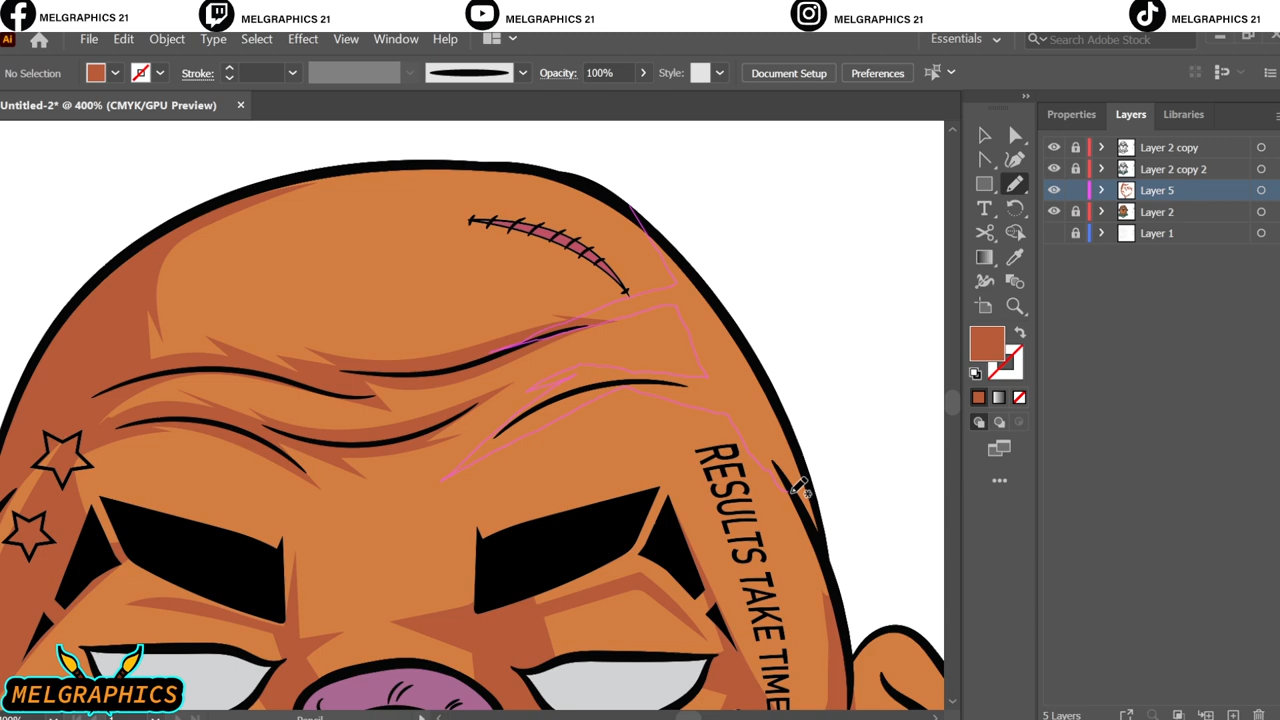 MELGRAPHICS 21 MELGRAPHICS 21 MELGRAPHICS 21 MELGRAPHICS 21 MELGRAPHICS 21
Ai File Edit Object Type Select Effect View Window Help Essentials Search Adobe Stock
No Selection Stroke: Opacity: 100% Style: Document Setup Preferences
Untitled-2* @ 400% (CMYK/GPU Preview)
Properties Layers Libraries
Layer 2 copy
Layer 2 copy 2
Layer 5
Layer 2
Layer 1
RESULTS TAKE TIME
MELGRAPHICS
Pencil
5 Layers